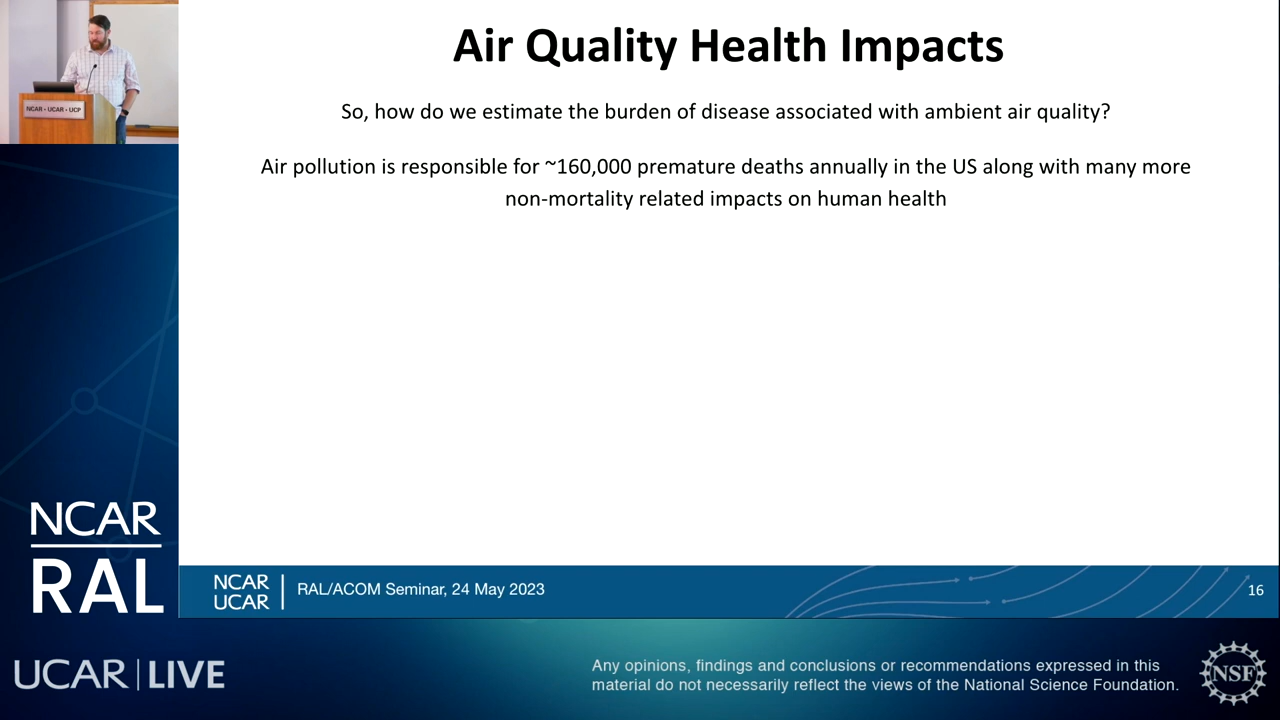 Air Quality Health Impacts
So, how do we estimate the burden of disease associated with ambient air quality?
Air pollution is responsible for ~160,000 premature deaths annually in the US along with many more
non-mortality related impacts on human health
NCAR • UCAR • UCP
NCAR
RAL
NCAR
UCAR
RAL/ACOM Seminar, 24 May 2023
16
UCAR | LIVE
Any opinions, findings and conclusions or recommendations expressed in this
material do not necessarily reflect the views of the National Science Foundation.
NSF